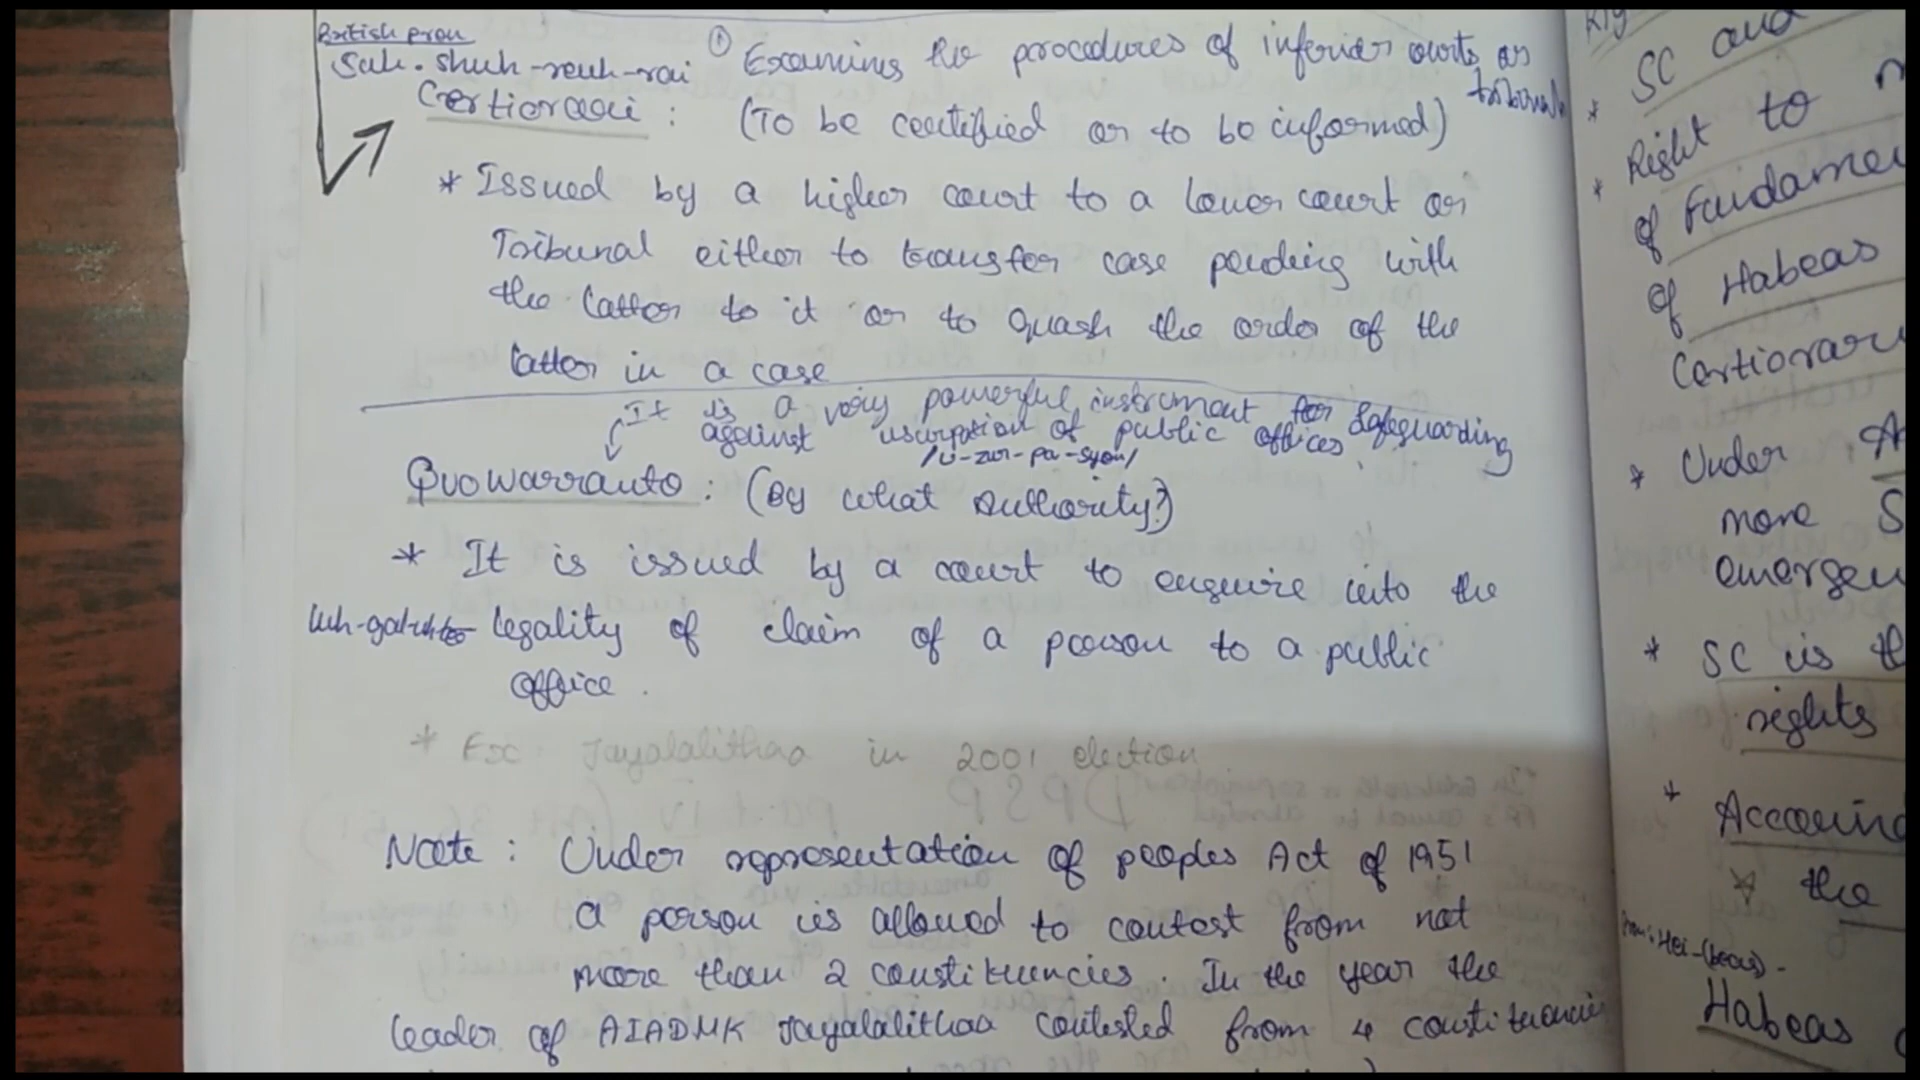 British pron
Suh-shuh-reuh-rai
① Examines the procedures of inferior courts or
tribunals
Certiorari : (To be certified or to be informed)
* Issued by a higher court to a lower court or
Tribunal either to transfer case pending with
the latter to it or to quash the order of the
latter in a case
It is a very powerful instrument for Safeguarding
against usurpation of public offices.
/U-zur-pa-syon/
Quowarranto : (By what Authority?)
* It is issued by a court to enquire into the
legality of claim of a person to a public
office.
* Ex: Jayalalithaa in 2001 election
Note : Under representation of peoples Act of 1951
a person is allowed to contest from not
more than 2 constituencies. In the year the
leader of AIADMK Jayalalithaa contested from 4 constituencies
* SC and
* Right to
of Fundamen
of Habeas
Certiorari
* Under A
more S
emergen
* SC is th
rights
* Accordin
the
Habeas